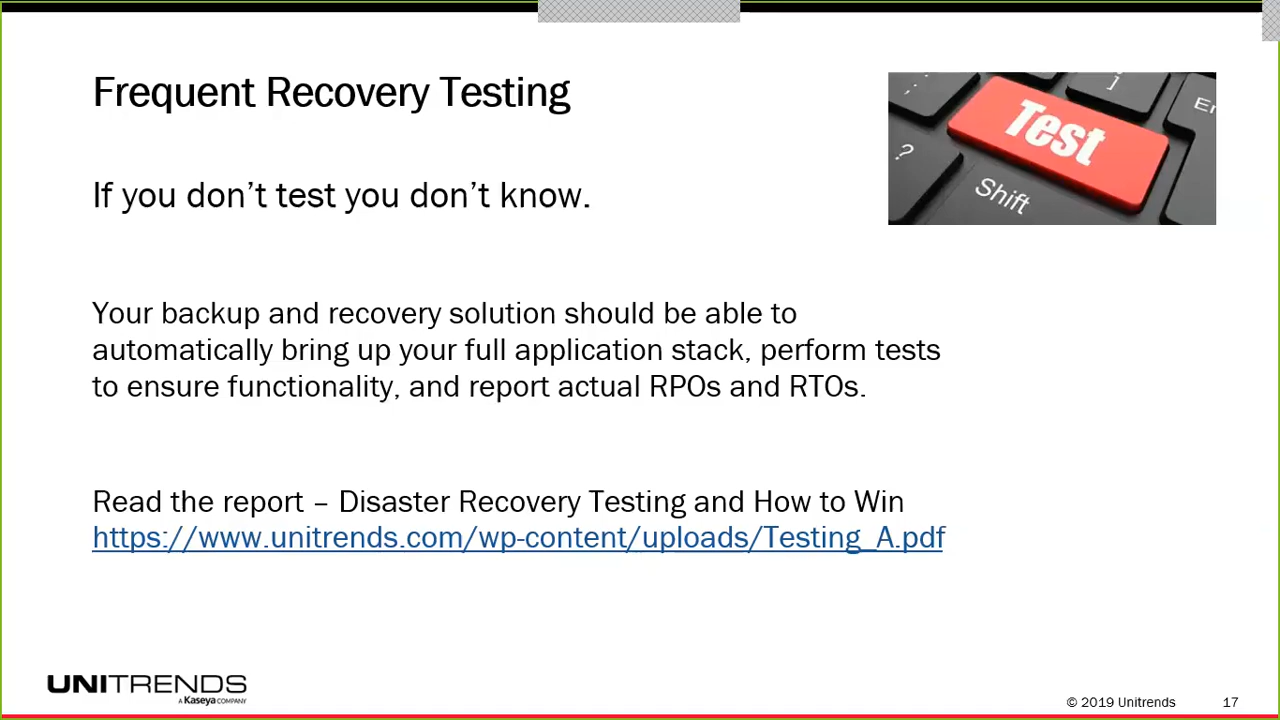 Frequent Recovery Testing
;
]
En
Test
?
Shift
If you don’t test you don’t know.
Your backup and recovery solution should be able to
automatically bring up your full application stack, perform tests
to ensure functionality, and report actual RPOs and RTOs.
Read the report – Disaster Recovery Testing and How to Win
https://www.unitrends.com/wp-content/uploads/Testing_A.pdf
UNITRENDS
A Kaseya COMPANY
© 2019 Unitrends
17